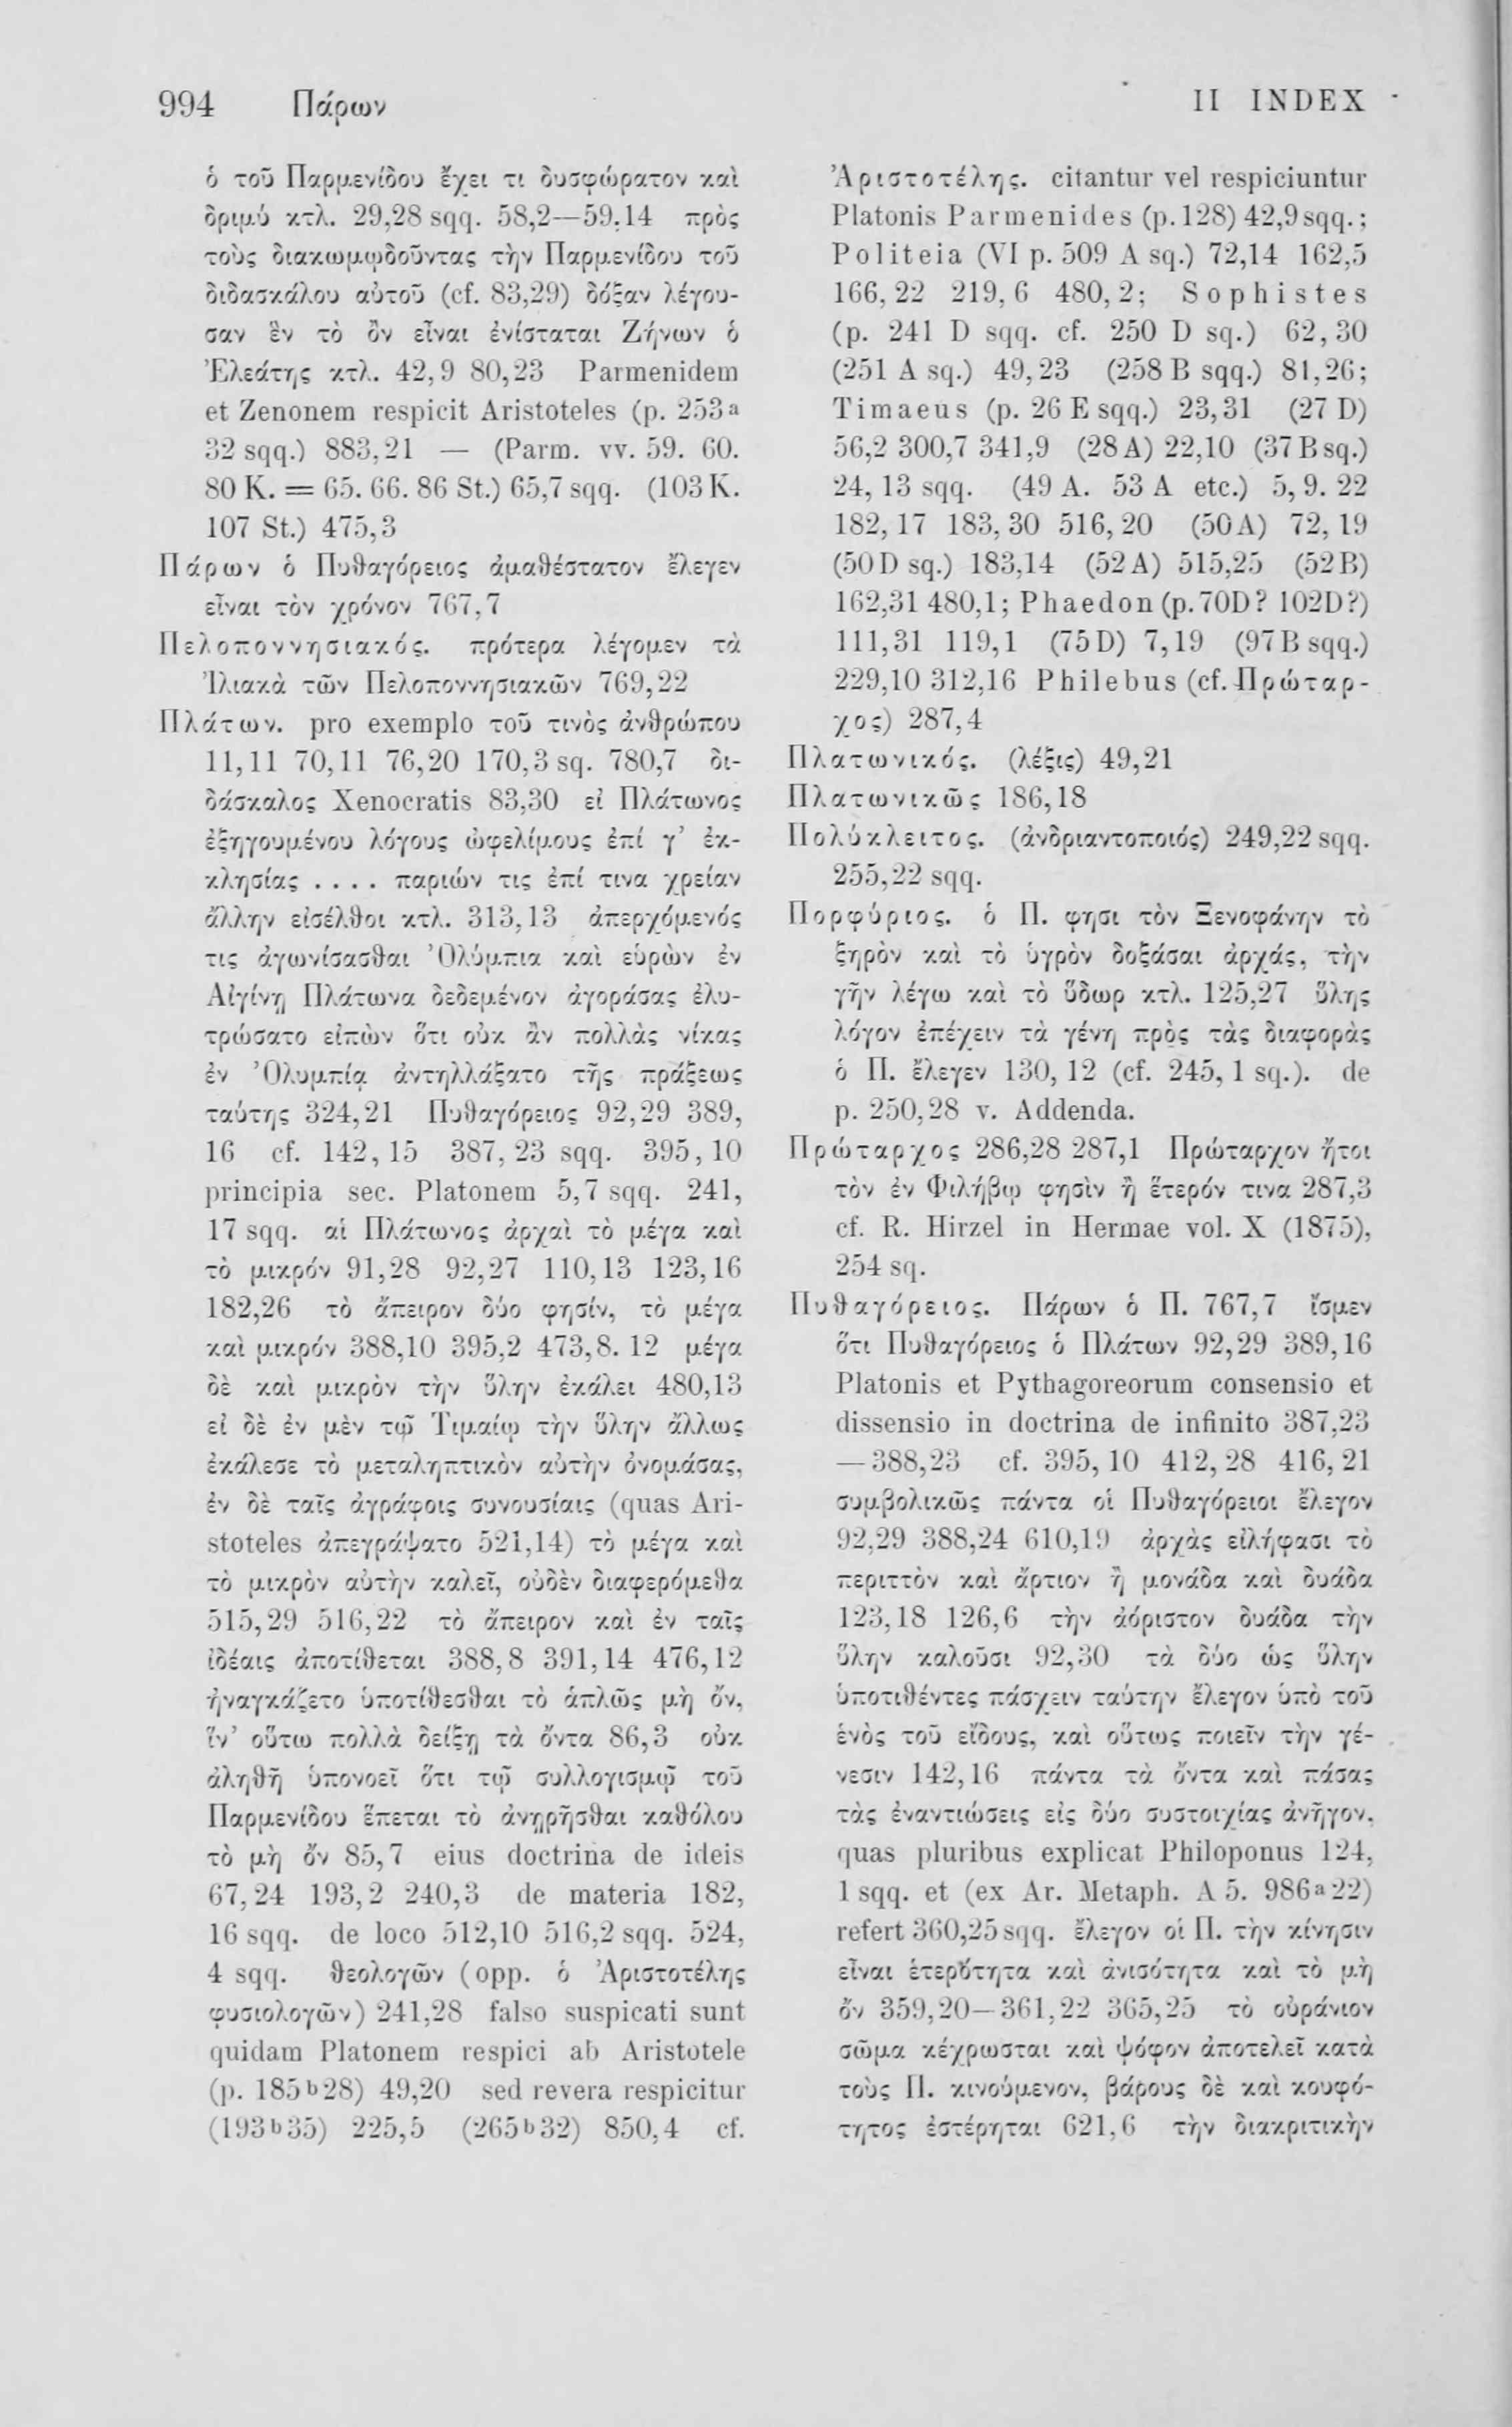 994 Πάρων II INDEX
ὁ τοῦ Παρμενίδου ἔχει τι δυσφώρατον καὶ
δριμύ κτλ. 29,28 sqq. 58,2—59,14 πρὸς
τοὺς διακωμῳδοῦντας τὴν Παρμενίδου τοῦ
διδασκάλου αὐτοῦ (cf. 83,29) δόξαν λέγου-
σαν ἓν τὸ ὂν εἶναι ἐνίσταται Ζήνων ὁ
Ἐλεάτης κτλ. 42,9 80,23 Parmenidem
et Zenonem respicit Aristoteles (p. 253a
32 sqq.) 883,21 — (Parm. vv. 59. 60.
80 K. = 65. 66. 86 St.) 65,7 sqq. (103 K.
107 St.) 475,3
Πάρων ὁ Πυθαγόρειος ἀμαθέστατον ἔλεγεν
εἶναι τὸν χρόνον 767,7
Πελοποννησιακός. πρότερα λέγομεν τὰ
Ἰλιακὰ τῶν Πελοποννησιακῶν 769,22
Πλάτων. pro exemplo τοῦ τινὸς ἀνθρώπου
11,11 70,11 76,20 170,3 sq. 780,7 δι-
δάσκαλος Xenocratis 83,30 εἰ Πλάτωνος
ἐξηγουμένου λόγους ὠφελίμους ἐπί γ’ ἐκ-
κλησίας .... παριών τις ἐπί τινα χρείαν
ἄλλην εἰσέλθοι κτλ. 313,13 ἀπερχόμενός
τις ἀγωνίσασθαι Ὀλύμπια καὶ εὑρὼν ἐν
Αἰγίνῃ Πλάτωνα δεδεμένον ἀγοράσας ἐλυ-
τρώσατο εἰπὼν ὅτι οὐκ ἂν πολλὰς νίκας
ἐν Ὀλυμπίᾳ ἀντηλλάξατο τῆς πράξεως
ταύτης 324,21 Πυθαγόρειος 92,29 389,
16 cf. 142,15 387,23 sqq. 395,10
principia sec. Platonem 5,7 sqq. 241,
17 sqq. αἱ Πλάτωνος ἀρχαὶ τὸ μέγα καὶ
τὸ μικρόν 91,28 92,27 110,13 123,16
182,26 τὸ ἄπειρον δύο φησίν, τὸ μέγα
καὶ μικρόν 388,10 395,2 473,8. 12 μέγα
δὲ καὶ μικρὸν τὴν ὕλην ἐκάλει 480,13
εἰ δὲ ἐν μὲν τῷ Τιμαίῳ τὴν ὕλην ἄλλως
ἐκάλεσε τὸ μεταληπτικὸν αὐτὴν ὀνομάσας,
ἐν δὲ ταῖς ἀγράφοις συνουσίαις (quas Ari-
stoteles ἀπεγράψατο 521,14) τὸ μέγα καὶ
τὸ μικρὸν αὐτὴν καλεῖ, οὐδὲν διαφερόμεθα
515,29 516,22 τὸ ἄπειρον καὶ ἐν ταῖς
ἰδέαις ἀποτίθεται 388,8 391,14 476,12
ἠναγκάζετο ὑποτίθεσθαι τὸ ἁπλῶς μὴ ὄν,
ἵν’ οὕτω πολλὰ δείξῃ τὰ ὄντα 86,3 οὐκ
ἀληθῆ ὑπονοεῖ ὅτι τῷ συλλογισμῷ τοῦ
Παρμενίδου ἕπεται τὸ ἀνῃρῆσθαι καθόλου
τὸ μὴ ὄν 85,7 eius doctrina de ideis
67,24 193,2 240,3 de materia 182,
16 sqq. de loco 512,10 516,2 sqq. 524,
4 sqq. θεολογῶν (opp. ὁ Ἀριστοτέλης
φυσιολογῶν) 241,28 falso suspicati sunt
quidam Platonem respici ab Aristotele
(p. 185b28) 49,20 sed revera respicitur
(193b35) 225,5 (265b32) 850,4 cf.
Ἀριστοτέλης. citantur vel respiciuntur
Platonis Parmenides (p. 128) 42,9 sqq.;
Politeia (VI p. 509 A sq.) 72,14 162,5
166,22 219,6 480,2; Sophistes
(p. 241 D sqq. cf. 250 D sq.) 62,30
(251 A sq.) 49,23 (258 B sqq.) 81,26;
Timaeus (p. 26 E sqq.) 23,31 (27 D)
56,2 300,7 341,9 (28 A) 22,10 (37 B sq.)
24,13 sqq. (49 A. 53 A etc.) 5,9. 22
182,17 183,30 516,20 (50 A) 72,19
(50 D sq.) 183,14 (52 A) 515,25 (52 B)
162,31 480,1; Phaedon (p. 70 D? 102 D?)
111,31 119,1 (75 D) 7,19 (97 B sqq.)
229,10 312,16 Philebus (cf. Πρώταρ-
χος) 287,4
Πλατωνικός. (λέξις) 49,21
Πλατωνικῶς 186,18
Πολύκλειτος. (ἀνδριαντοποιός) 249,22 sqq.
255,22 sqq.
Πορφύριος. ὁ Π. φησι τὸν Ξενοφάνην τὸ
ξηρὸν καὶ τὸ ὑγρὸν δοξάσαι ἀρχάς, τὴν
γῆν λέγω καὶ τὸ ὕδωρ κτλ. 125,27 ὕλης
λόγον ἐπέχειν τὰ γένη πρὸς τὰς διαφορὰς
ὁ Π. ἔλεγεν 130,12 (cf. 245,1 sq.). de
p. 250,28 v. Addenda.
Πρώταρχος 286,28 287,1 Πρώταρχον ἤτοι
τὸν ἐν Φιλήβῳ φησὶν ἢ ἕτερόν τινα 287,3
cf. R. Hirzel in Hermae vol. X (1875),
254 sq.
Πυθαγόρειος. Πάρων ὁ Π. 767,7 ἴσμεν
ὅτι Πυθαγόρειος ὁ Πλάτων 92,29 389,16
Platonis et Pythagoreorum consensio et
dissensio in doctrina de infinito 387,23
—388,23 cf. 395,10 412,28 416,21
συμβολικῶς πάντα οἱ Πυθαγόρειοι ἔλεγον
92,29 388,24 610,19 ἀρχὰς εἰλήφασι τὸ
περιττὸν καὶ ἄρτιον ἢ μονάδα καὶ δυάδα
123,18 126,6 τὴν ἀόριστον δυάδα τὴν
ὕλην καλοῦσι 92,30 τὰ δύο ὡς ὕλην
ὑποτιθέντες πάσχειν ταύτην ἔλεγον ὑπὸ τοῦ
ἑνὸς τοῦ εἴδους, καὶ οὕτως ποιεῖν τὴν γέ-
νεσιν 142,16 πάντα τὰ ὄντα καὶ πάσας
τὰς ἐναντιώσεις εἰς δύο συστοιχίας ἀνῆγον,
quas pluribus explicat Philoponus 124,
1 sqq. et (ex Ar. Metaph. A 5. 986a22)
refert 360,25 sqq. ἔλεγον οἱ Π. τὴν κίνησιν
εἶναι ἑτερότητα καὶ ἀνισότητα καὶ τὸ μὴ
ὄν 359,20—361,22 365,25 τὸ οὐράνιον
σῶμα κέχρωσται καὶ ψόφον ἀποτελεῖ κατὰ
τοὺς Π. κινούμενον, βάρους δὲ καὶ κουφό-
τητος ἐστέρηται 621,6 τὴν διακριτικὴν